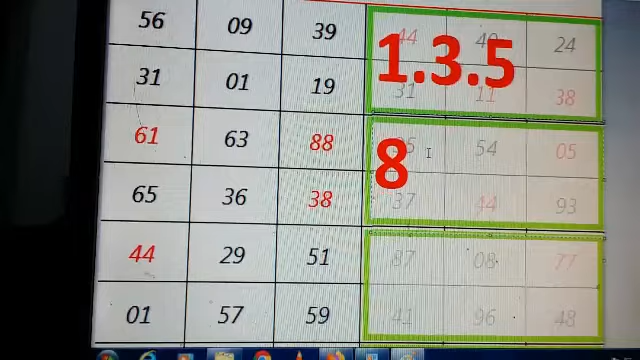 56 09 39 44 40 24
1.3.5
31 01 19 31 11 38
61 63 88 54 05
8
65 36 38 37 44 93
44 29 51 87 08 77
01 57 59 41 96 48